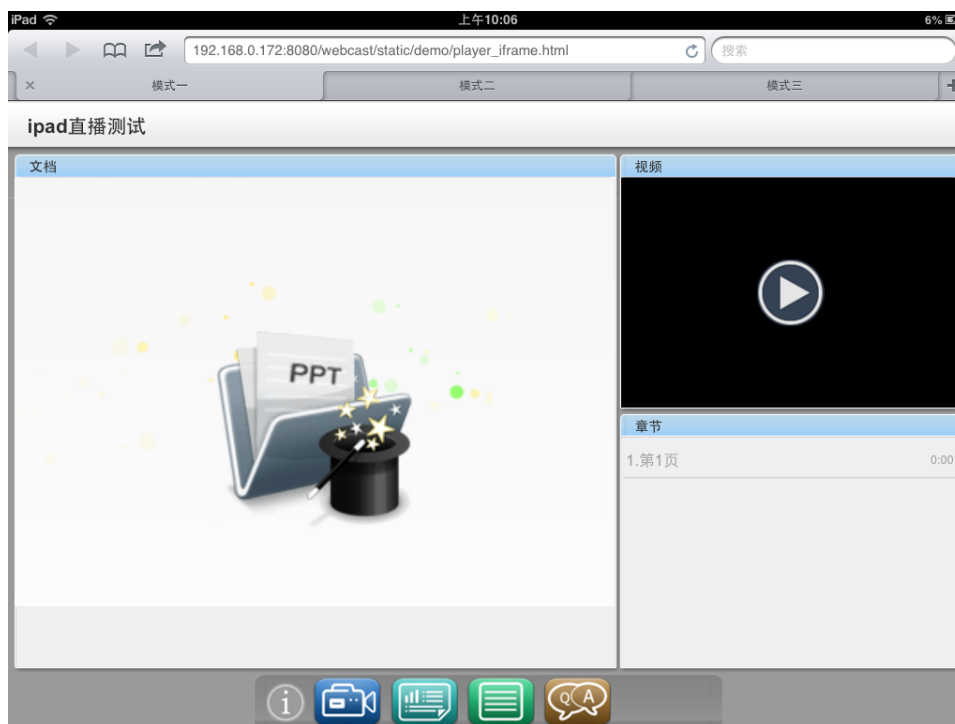 iPad 上午10:06 6%
192.168.0.172:8080/webcast/static/demo/player_iframe.html 搜索
模式一 模式二 模式三
ipad直播测试
文档 视频
PPT
章节
1.第1页 0:00
i Q A